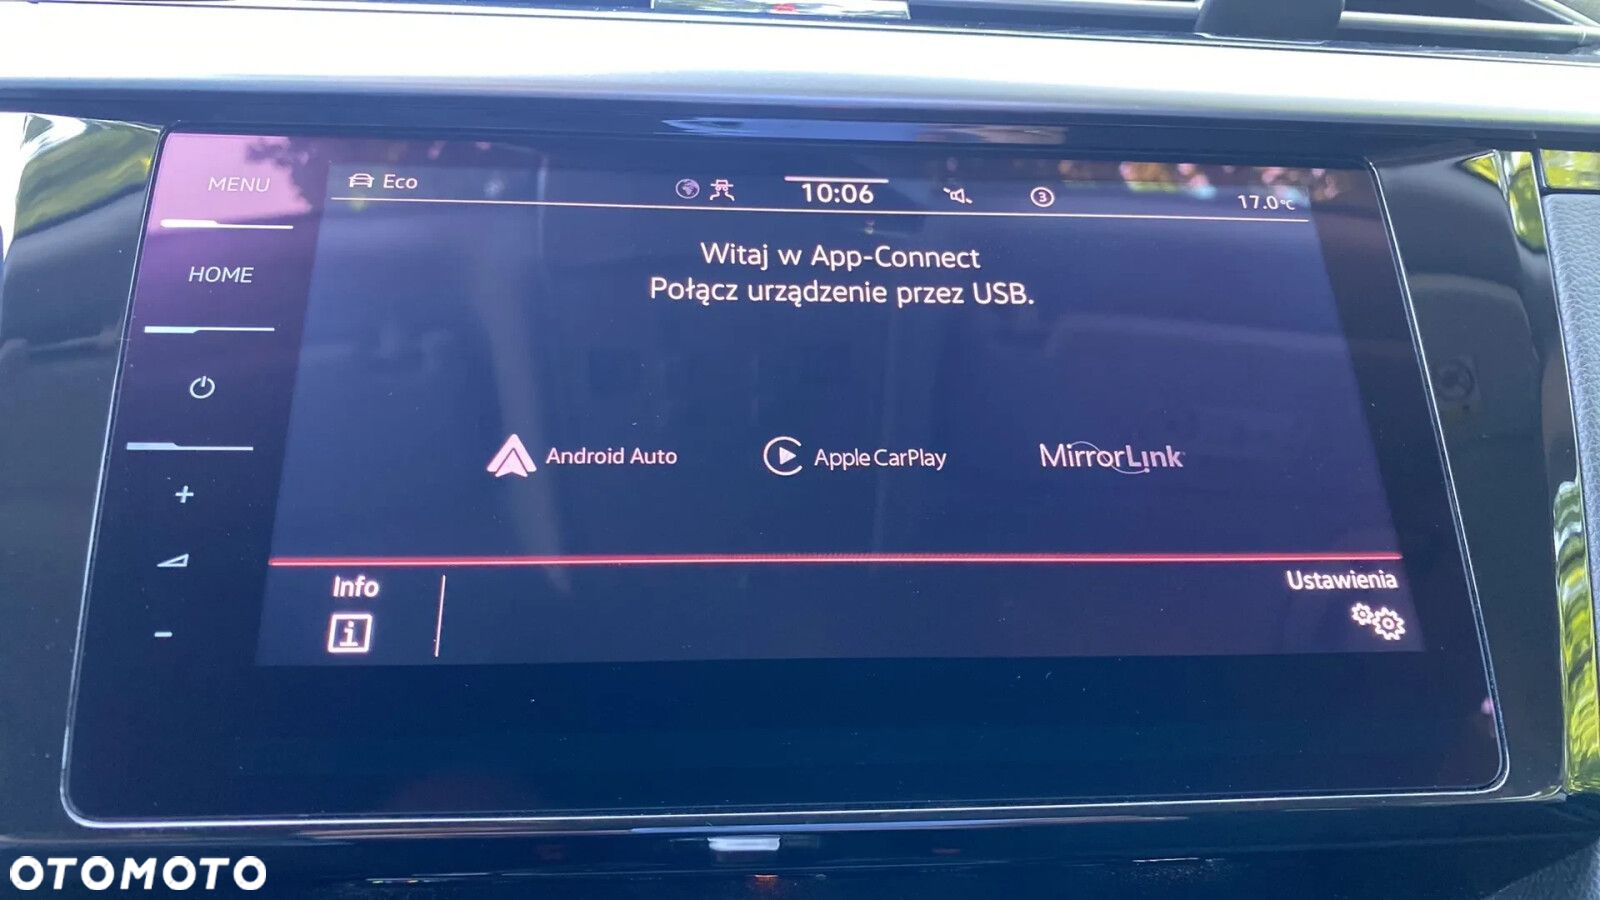 MENU
Eco
10:06
3
17.0°C
HOME
Witaj w App-Connect
Połącz urządzenie przez USB.
Android Auto
Apple CarPlay
MirrorLink
+
-
Info
i
Ustawienia
OTOMOTO